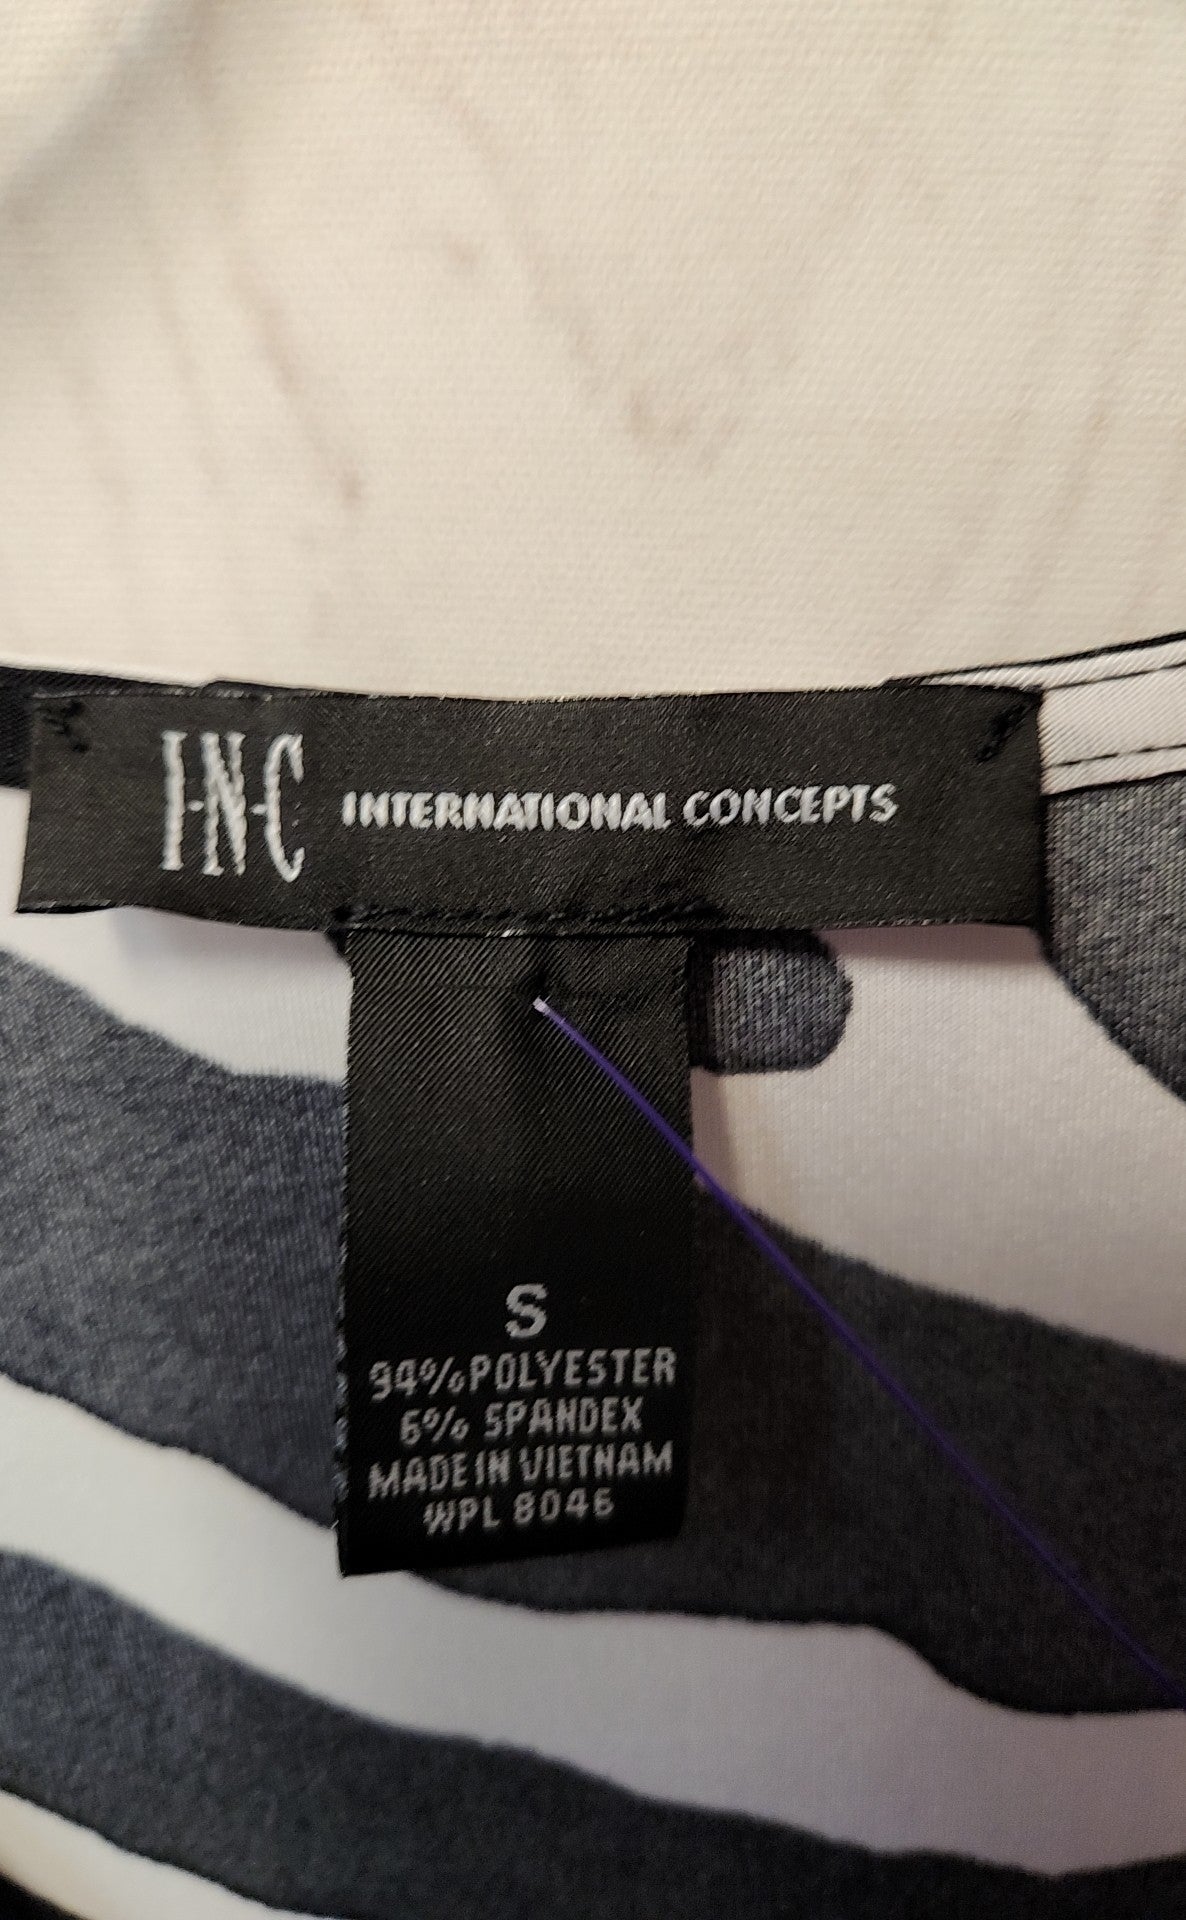 I·N·C INTERNATIONAL CONCEPTS
S
94% POLYESTER
6% SPANDEX
MADE IN VIETNAM
WPL 8046